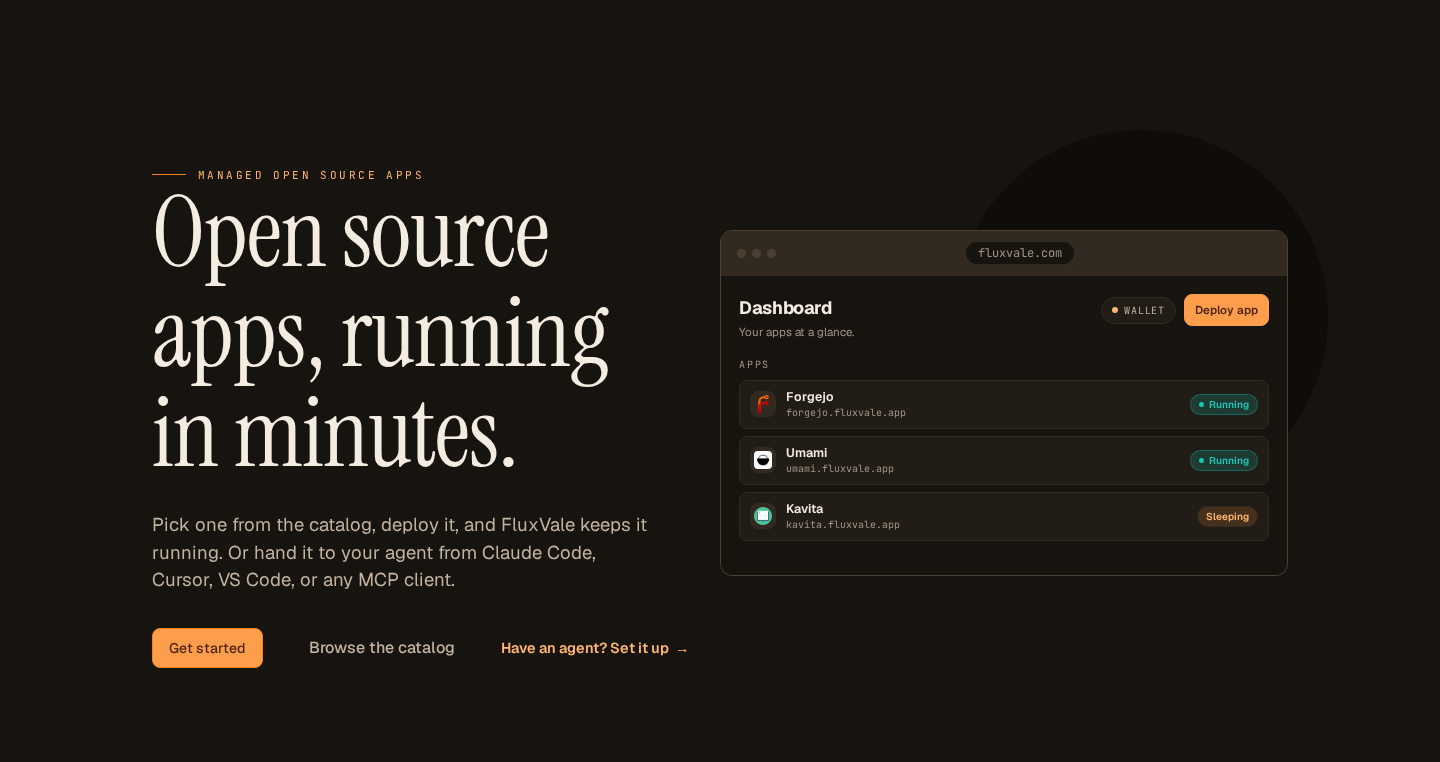 MANAGED OPEN SOURCE APPS
Open source
apps, running
in minutes.
Pick one from the catalog, deploy it, and FluxVale keeps it
running. Or hand it to your agent from Claude Code,
Cursor, VS Code, or any MCP client.
Get started
Browse the catalog
Have an agent? Set it up →
fluxvale.com
Dashboard
WALLET
Deploy app
Your apps at a glance.
APPS
Forgejo
forgejo.fluxvale.app
Running
Umami
umami.fluxvale.app
Running
Kavita
kavita.fluxvale.app
Sleeping